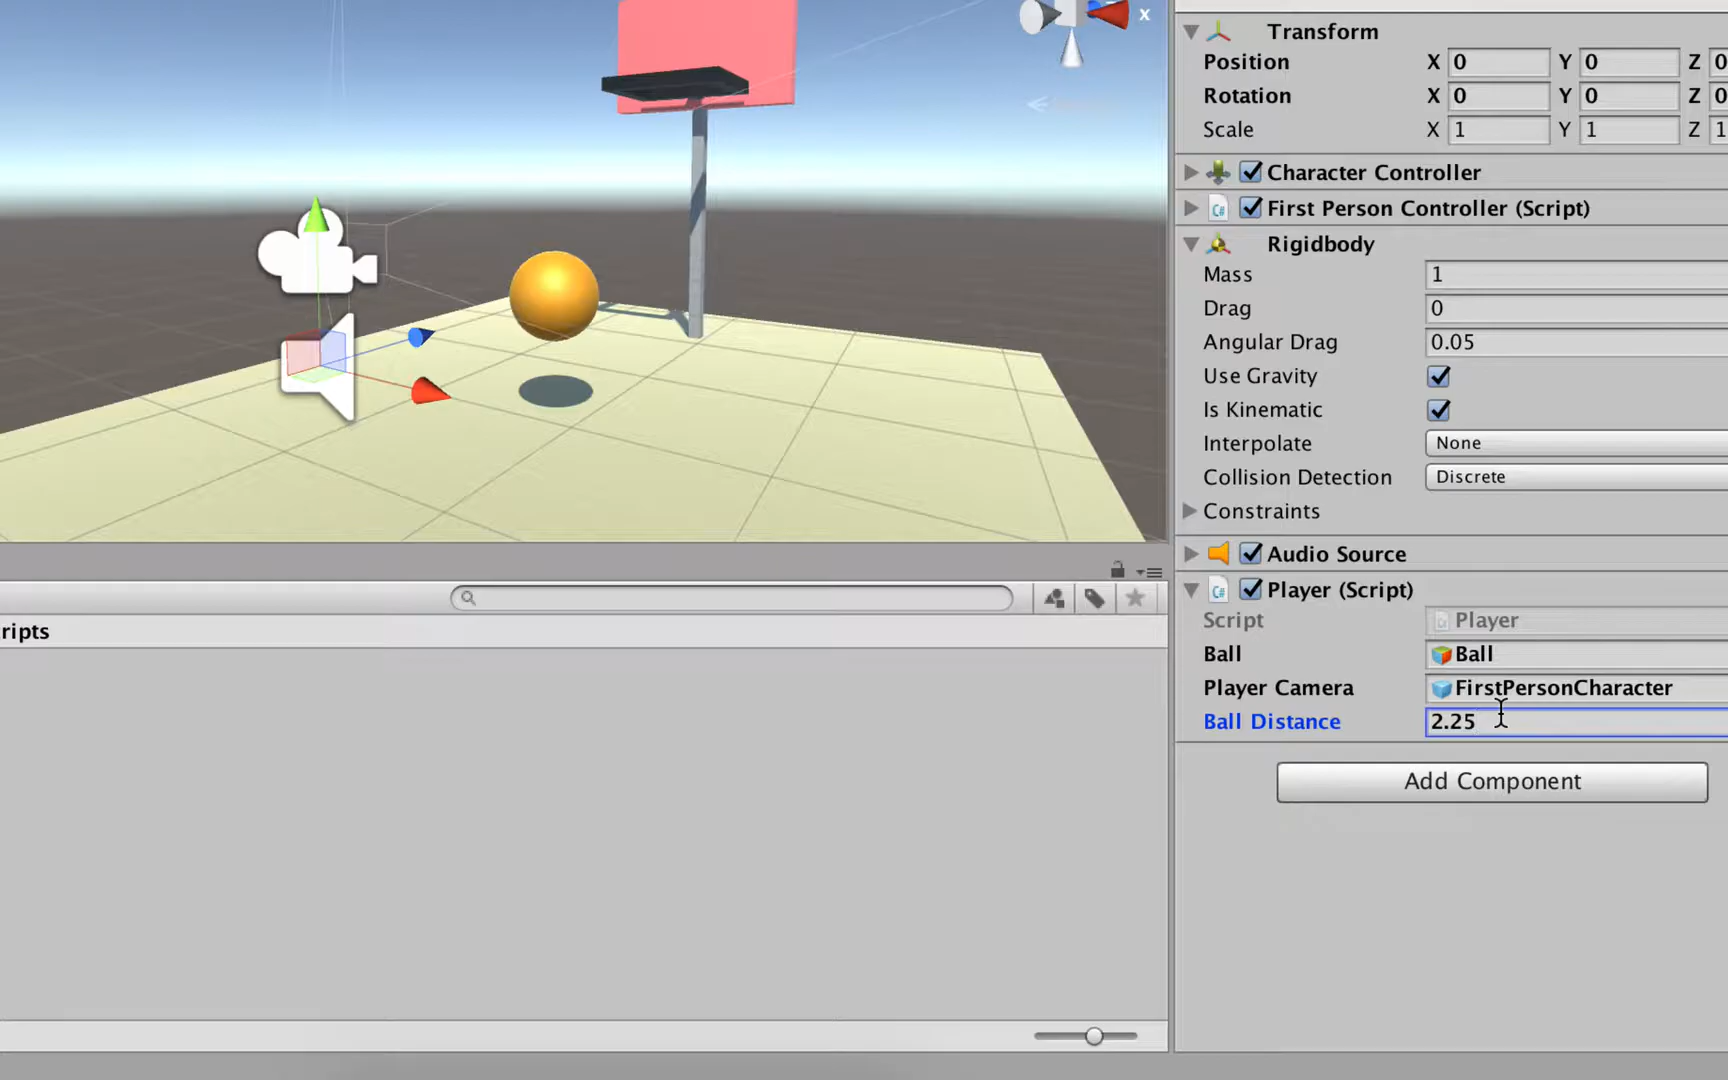 x
Transform
Position X 0 Y 0 Z 0
Rotation X 0 Y 0 Z 0
Scale X 1 Y 1 Z 1
Character Controller
First Person Controller (Script)
Rigidbody
Mass 1
Drag 0
Angular Drag 0.05
Use Gravity
Is Kinematic
Interpolate None
Collision Detection Discrete
Constraints
Audio Source
Player (Script)
Script Player
Ball Ball
Player Camera FirstPersonCharacter
Ball Distance 2.25
Add Component
ripts